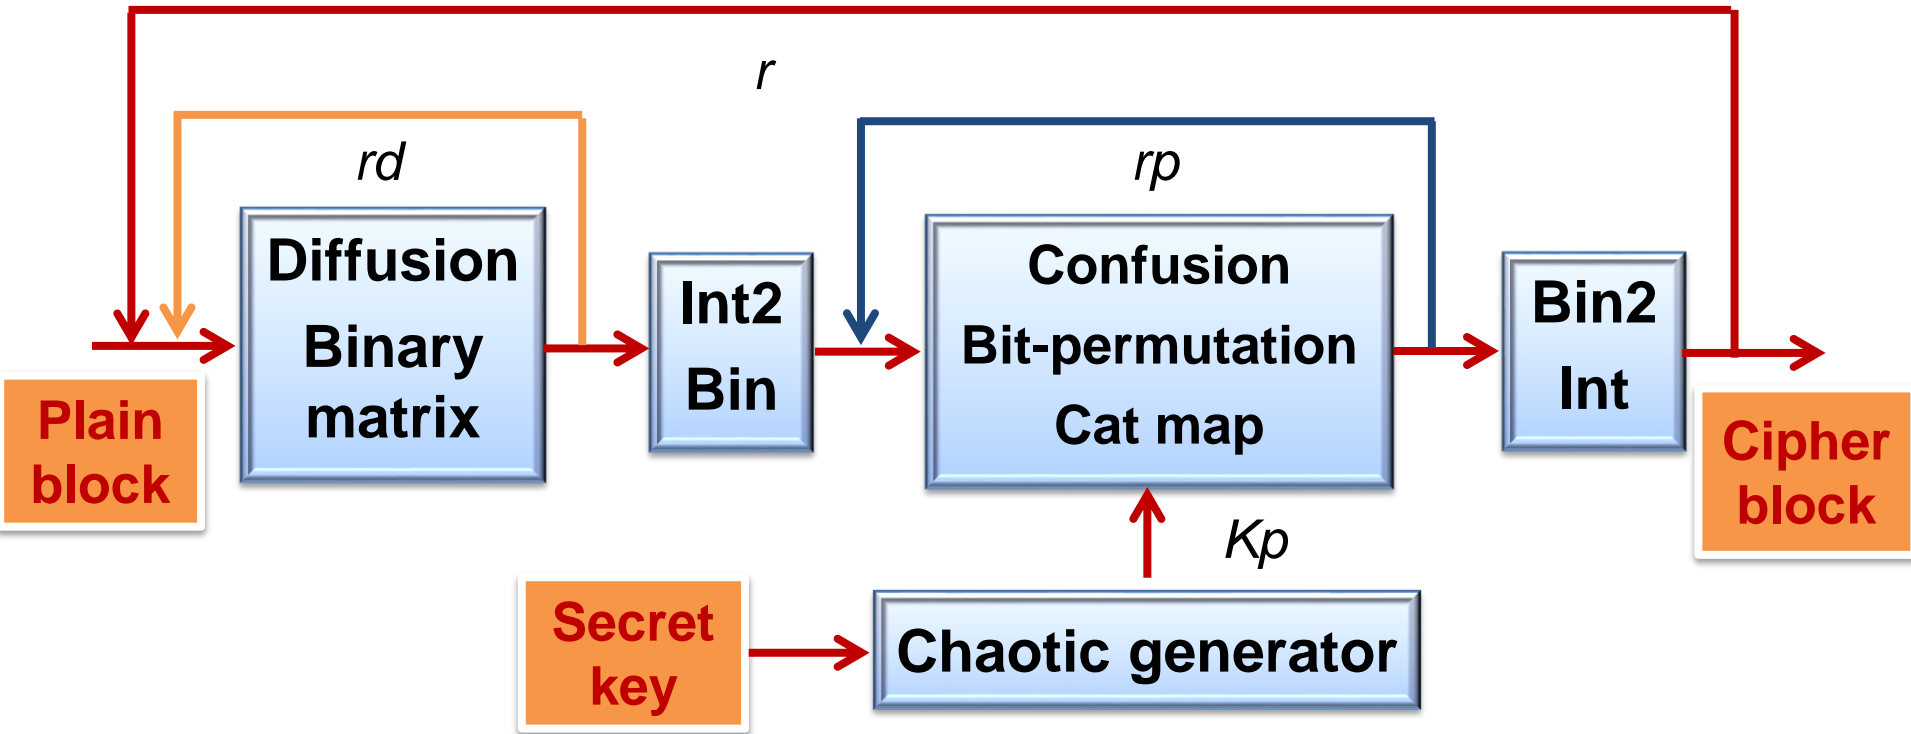 r
rd
rp
Diffusion
Binary
matrix
Int2
Bin
Confusion
Bit-permutation
Cat map
Bin2
Int
Plain
block
Cipher
block
Kp
Secret
key
Chaotic generator